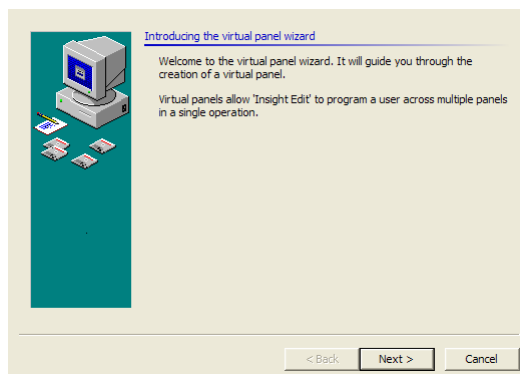 Introducing the virtual panel wizard
Welcome to the virtual panel wizard. It will guide you through the
creation of a virtual panel.
Virtual panels allow 'Insight Edit' to program a user across multiple panels
in a single operation.
< Back
Next >
Cancel